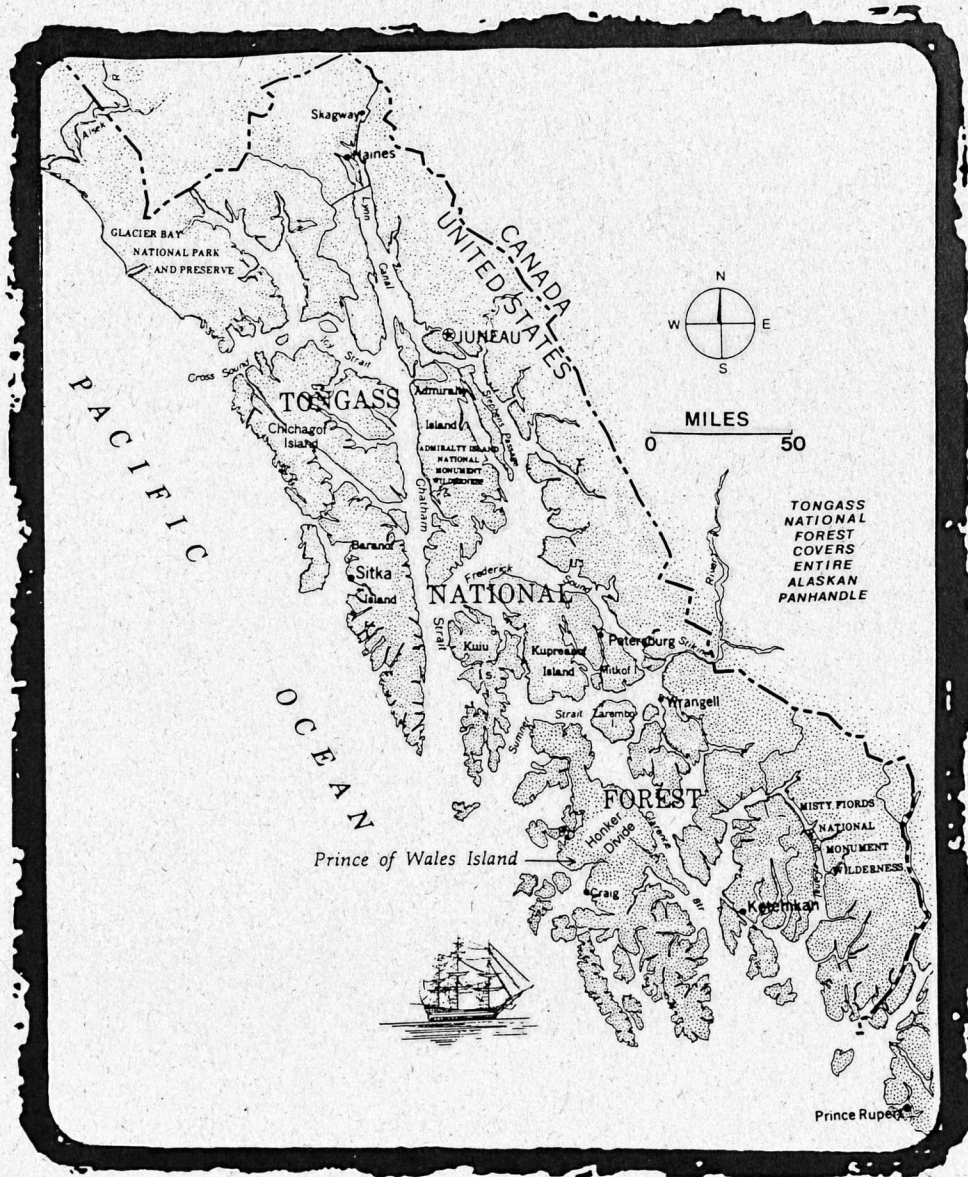 R
Alsek
Skagway
Haines
Lynn
Canal
GLACIER BAY
NATIONAL PARK
AND PRESERVE
CANADA
UNITED STATES
N
W E
S
JUNEAU
Icy Strait
Cross Sound
TONGASS
Chichagof
Island
Admiralty
Island
ADMIRALTY ISLAND
NATIONAL
MONUMENT
WILDERNESS
Stephens Passage
MILES
0 50
PACIFIC
OCEAN
TONGASS
NATIONAL
FOREST
COVERS
ENTIRE
ALASKAN
PANHANDLE
Chatham
Strait
Baranof
Sitka
Island
Frederick
Sound
NATIONAL
River
Stikine
Petersburg
Kuiu
Is.
Kupreanof
Island
Mitkof I
Wrangell
Sumner
Strait
Zarembo
I.
FOREST
Honker
Divide
Clarence
Str
Prince of Wales Island
Craig
Ketchikan
MISTY FIORDS
NATIONAL
MONUMENT
WILDERNESS
Canal
Prince Rupert